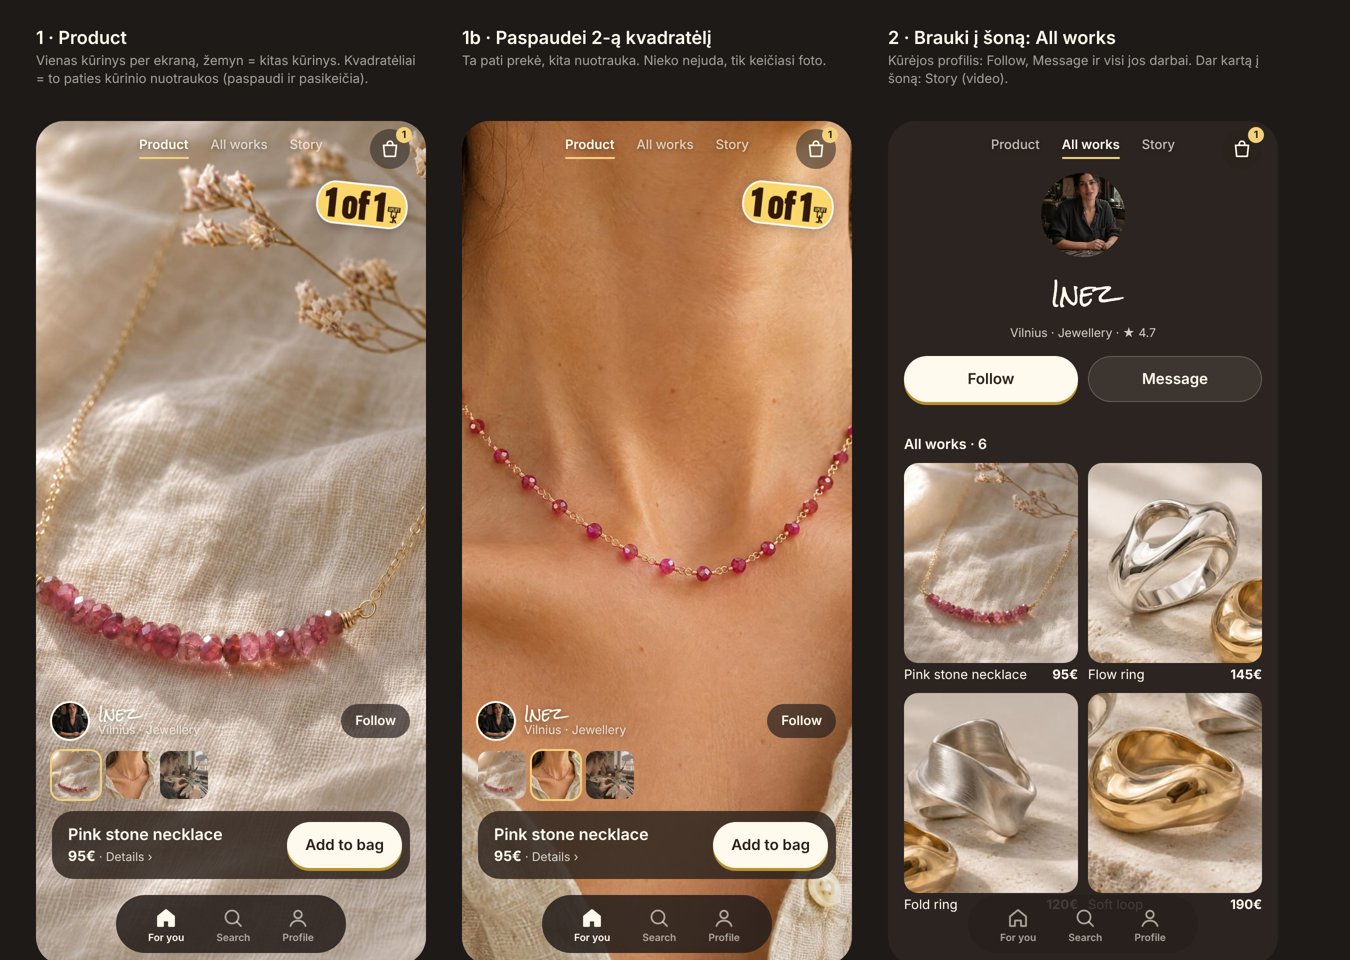 1 · Product
Vienas kūrinys per ekraną, žemyn = kitas kūrinys. Kvadratėliai
= to paties kūrinio nuotraukos (paspaudi ir pasikeičia).
Product All works Story
1
1 of 1
Inez
Vilnius · Jewellery
Follow
Pink stone necklace
95€ · Details ›
Add to bag
For you Search Profile
1b · Paspaudei 2-ą kvadratėlį
Ta pati prekė, kita nuotrauka. Nieko nejuda, tik keičiasi foto.
Product All works Story
1
1 of 1
Inez
Vilnius · Jewellery
Follow
Pink stone necklace
95€ · Details ›
Add to bag
For you Search Profile
2 · Brauki į šoną: All works
Kūrėjos profilis: Follow, Message ir visi jos darbai. Dar kartą į
šoną: Story (video).
Product All works Story
1
Inez
Vilnius · Jewellery · ★ 4.7
Follow Message
All works · 6
Pink stone necklace 95€
Flow ring 145€
Fold ring 120€
Soft loop 190€
For you Search Profile